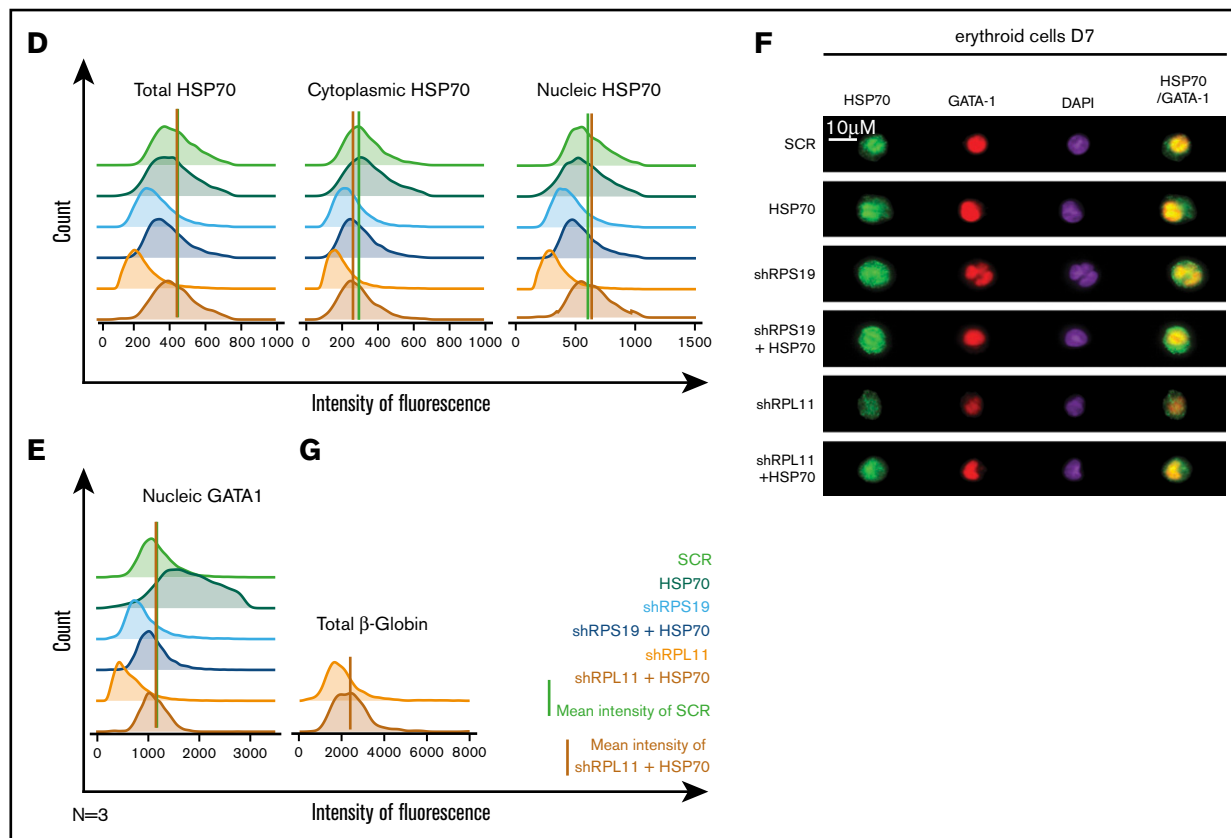 D
Total HSP70
Cytoplasmic HSP70
Nucleic HSP70
Count
0 200 400 600 800 1000
0 200 400 600 800 1000
0 500 1000 1500
Intensity of fluorescence
E
Nucleic GATA1
Count
0 1000 2000 3000
N=3
G
Total β-Globin
0 2000 4000 6000 8000
Intensity of fluorescence
SCR
HSP70
shRPS19
shRPS19 + HSP70
shRPL11
shRPL11 + HSP70
Mean intensity of SCR
Mean intensity of
shRPL11 + HSP70
F
erythroid cells D7
HSP70 GATA-1 DAPI HSP70
/GATA-1
10μM
SCR
HSP70
shRPS19
shRPS19
+ HSP70
shRPL11
shRPL11
+HSP70